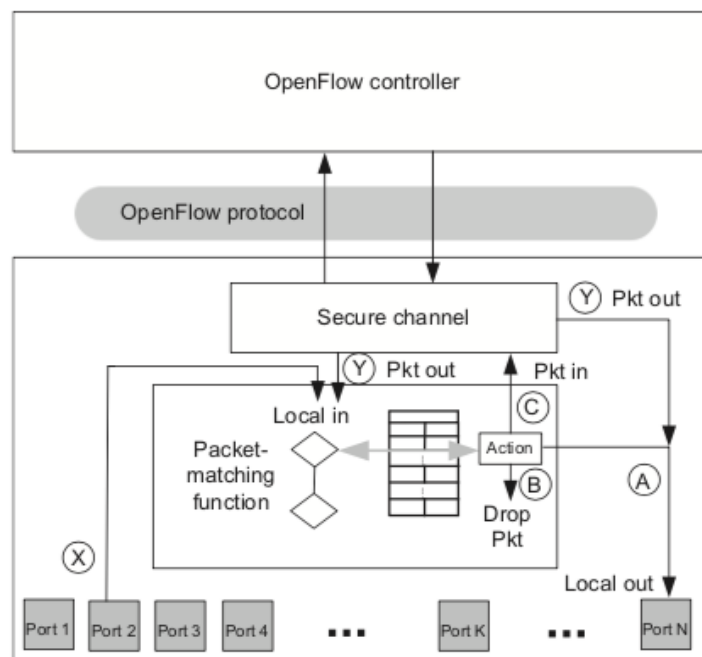 OpenFlow controller
OpenFlow protocol
Secure channel
Y Pkt out
Y Pkt out
Pkt in
Local in
C
Packet-
matching
function
Action
B
A
Drop
Pkt
X
Local out
Port 1
Port 2
Port 3
Port 4
...
Port K
...
Port N